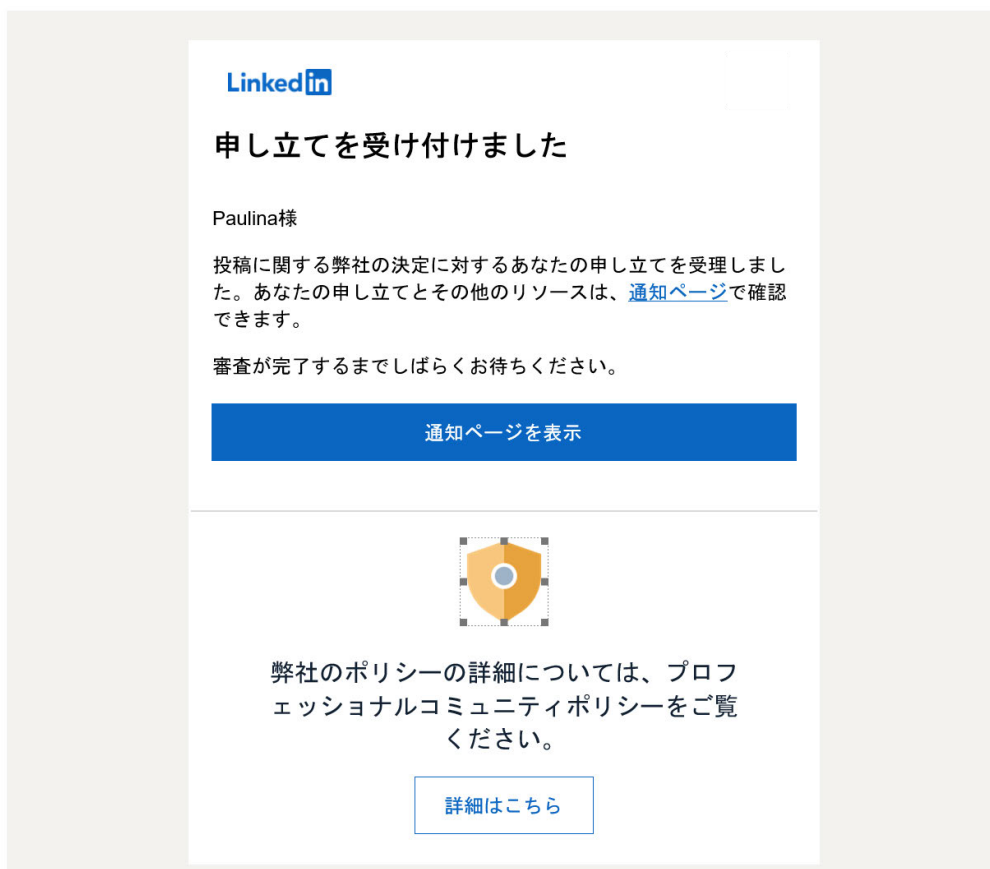 Linkedin
申し立てを受け付けました
Paulina様
投稿に関する弊社の決定に対するあなたの申し立てを受理しまし
た。あなたの申し立てとその他のリソースは、通知ページで確認
できます。
審査が完了するまでしばらくお待ちください。
通知ページを表示
弊社のポリシーの詳細については、プロフ
ェッショナルコミュニティポリシーをご覧
ください。
詳細はこちら